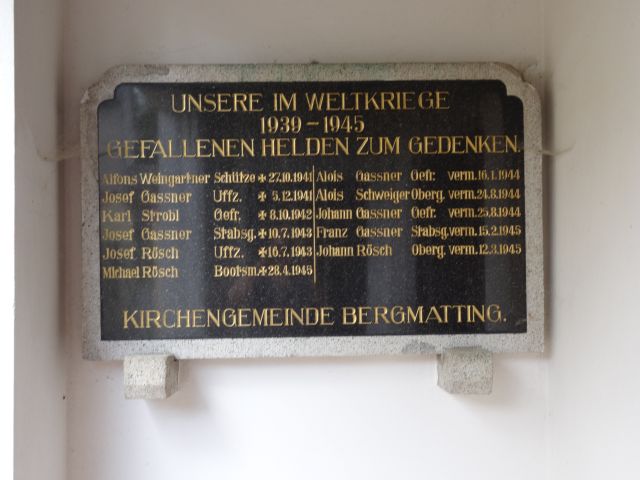 UNSERE IM WELTKRIEGE
1939-1945
GEFALLENEN HELDEN ZUM GEDENKEN.
Alfons Weingartner Schütze ✠ 27.10.1941
Josef Gassner Uffz. ✠ 5.12.1941
Karl Strobl Gefr. ✠ 8.10.1942
Josef Gassner Stabsg. ✠ 10.7.1943
Josef Rösch Uffz. ✠ 16.7.1943
Michael Rösch Bootsm. ✠ 28.4.1945
Alois Gassner Gefr. verm. 16.1.1944
Alois Schweiger Oberg. verm. 24.8.1944
Johann Gassner Gefr. verm. 25.8.1944
Franz Gassner Stabsg. verm. 15.2.1945
Johann Rösch Oberg. verm. 12.3.1945
KIRCHENGEMEINDE BERGMATTING.